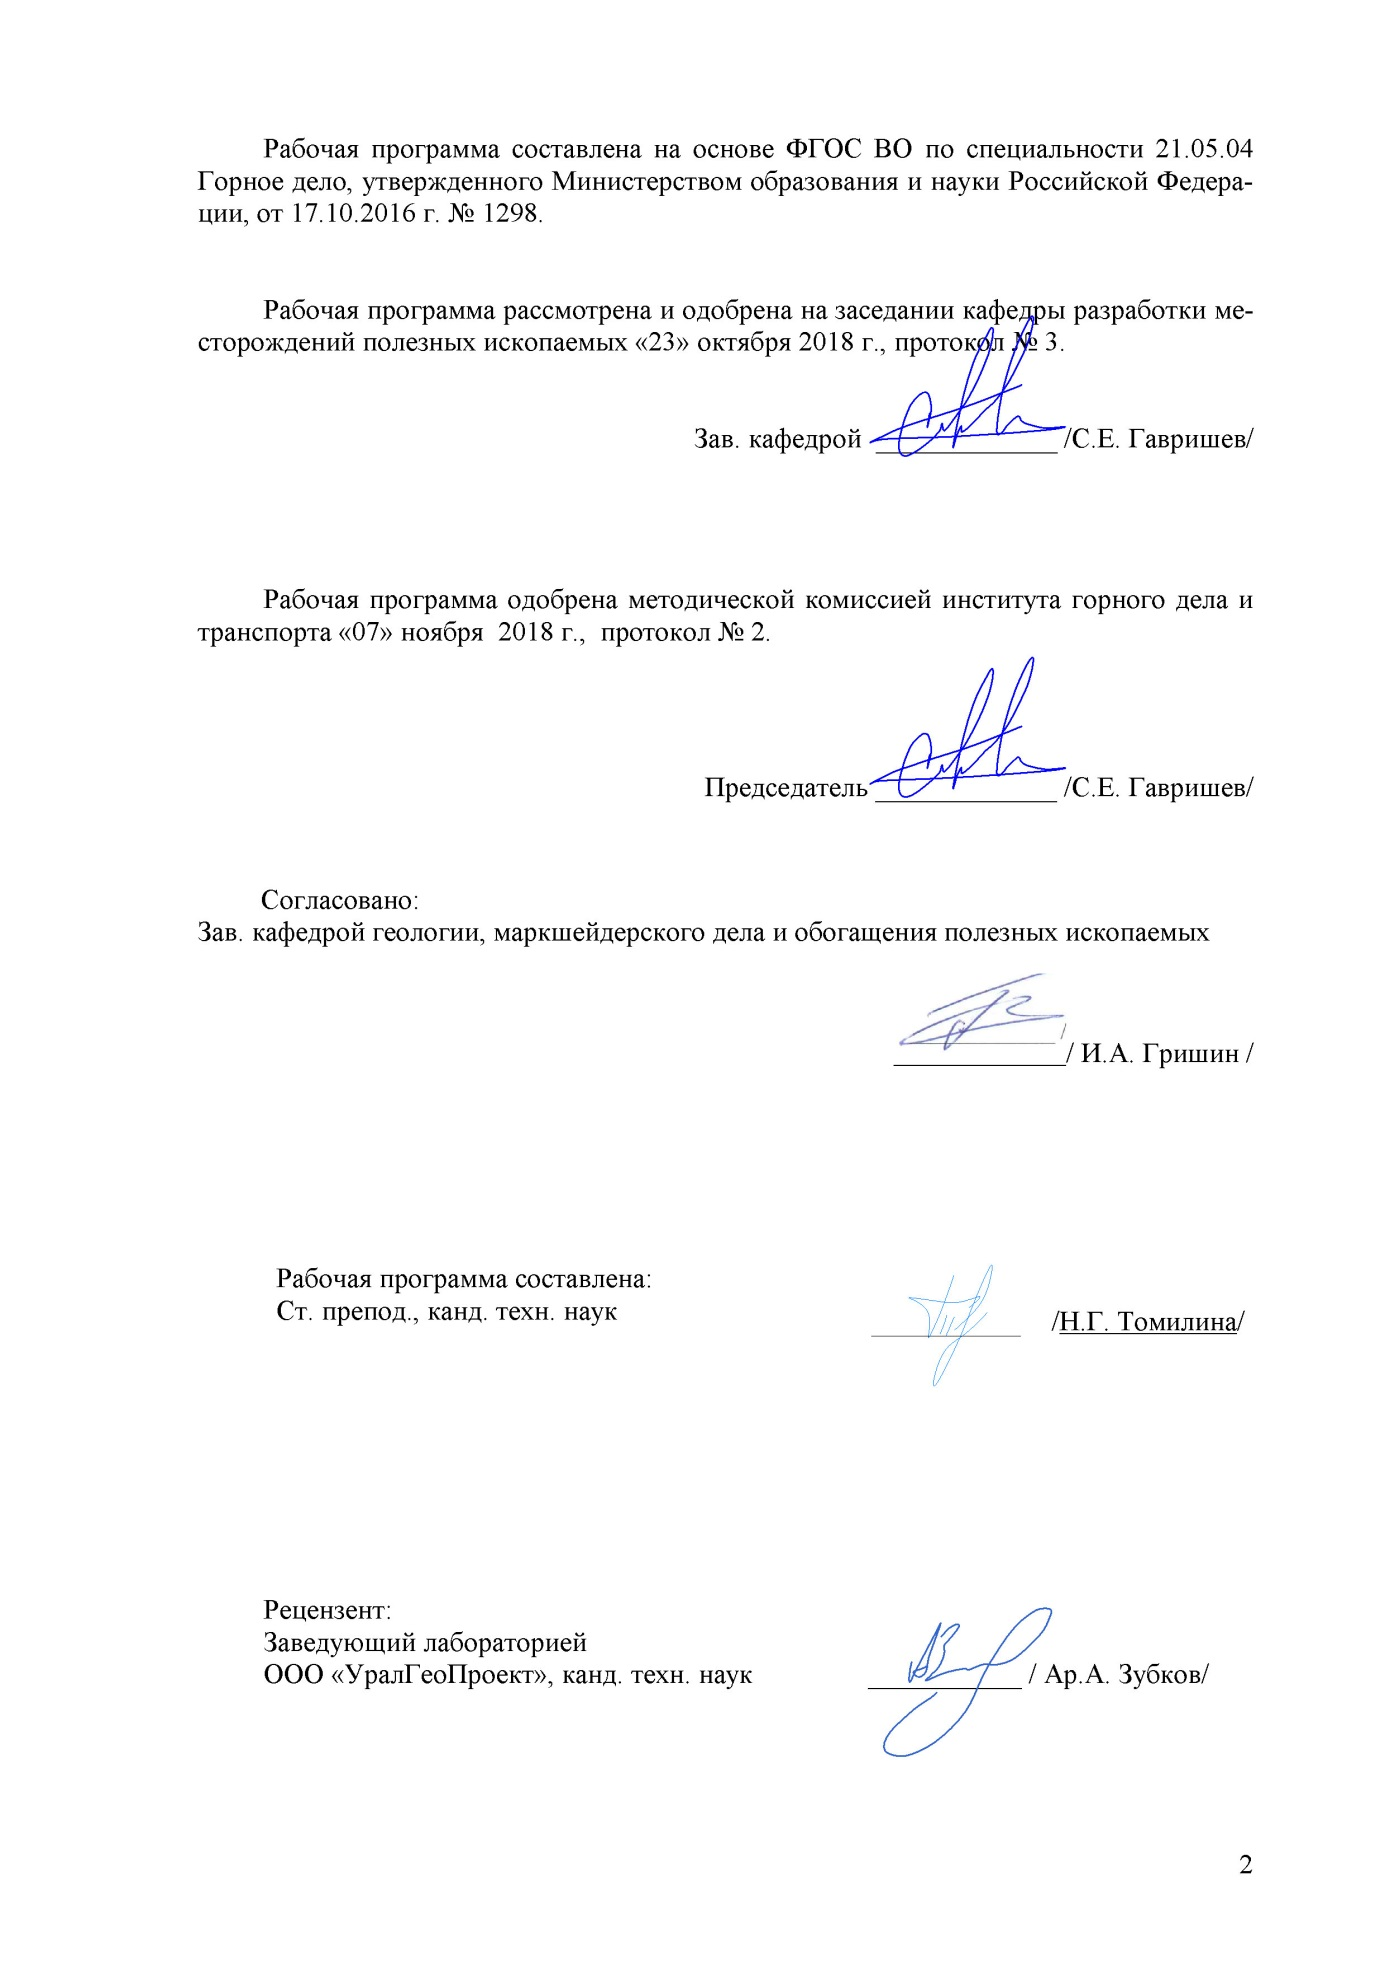 Рабочая программа составлена на основе ФГОС ВО по специальности 21.05.04
Горное дело, утвержденного Министерством образования и науки Российской Федера-
ции, от 17.10.2016 г. № 1298.
Рабочая программа рассмотрена и одобрена на заседании кафедры разработки ме-
сторождений полезных ископаемых «23» октября 2018 г., протокол № 3.
Зав. кафедрой ______________ /С.Е. Гавришев/
Рабочая программа одобрена методической комиссией института горного дела и
транспорта «07» ноября  2018 г.,  протокол № 2.
Председатель ______________ /С.Е. Гавришев/
Согласовано:
Зав. кафедрой геологии, маркшейдерского дела и обогащения полезных ископаемых
_____________/ И.А. Гришин /
Рабочая программа составлена:
Ст. препод., канд. техн. наук ___________ /Н.Г. Томилина/
Рецензент:
Заведующий лабораторией
ООО «УралГеоПроект», канд. техн. наук ____________ / Ар.А. Зубков/
2